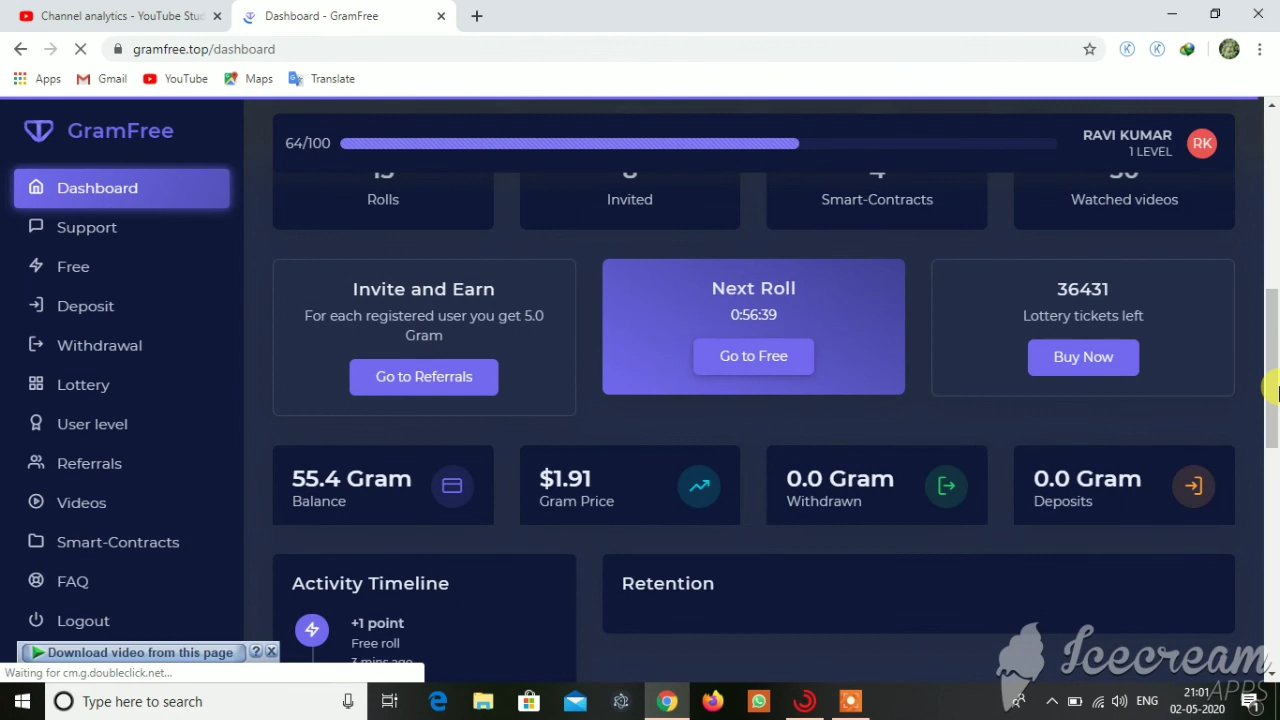 Channel analytics - YouTube Stud
Dashboard - GramFree
gramfree.top/dashboard
Apps
Gmail
YouTube
Maps
Translate
GramFree
64/100
RAVI KUMAR
1 LEVEL
RK
Dashboard
Support
Free
Deposit
Withdrawal
Lottery
User level
Referrals
Videos
Smart-Contracts
FAQ
Logout
Rolls
Invited
Smart-Contracts
Watched videos
Invite and Earn
For each registered user you get 5.0
Gram
Go to Referrals
Next Roll
0:56:39
Go to Free
36431
Lottery tickets left
Buy Now
55.4 Gram
Balance
$1.91
Gram Price
0.0 Gram
Withdrawn
0.0 Gram
Deposits
Activity Timeline
+1 point
Free roll
3 mins ago
Retention
Download video from this page
?
Waiting for cm.g.doubleclick.net...
Icecream
APPS
Type here to search
ENG
21:01
02-05-2020
1